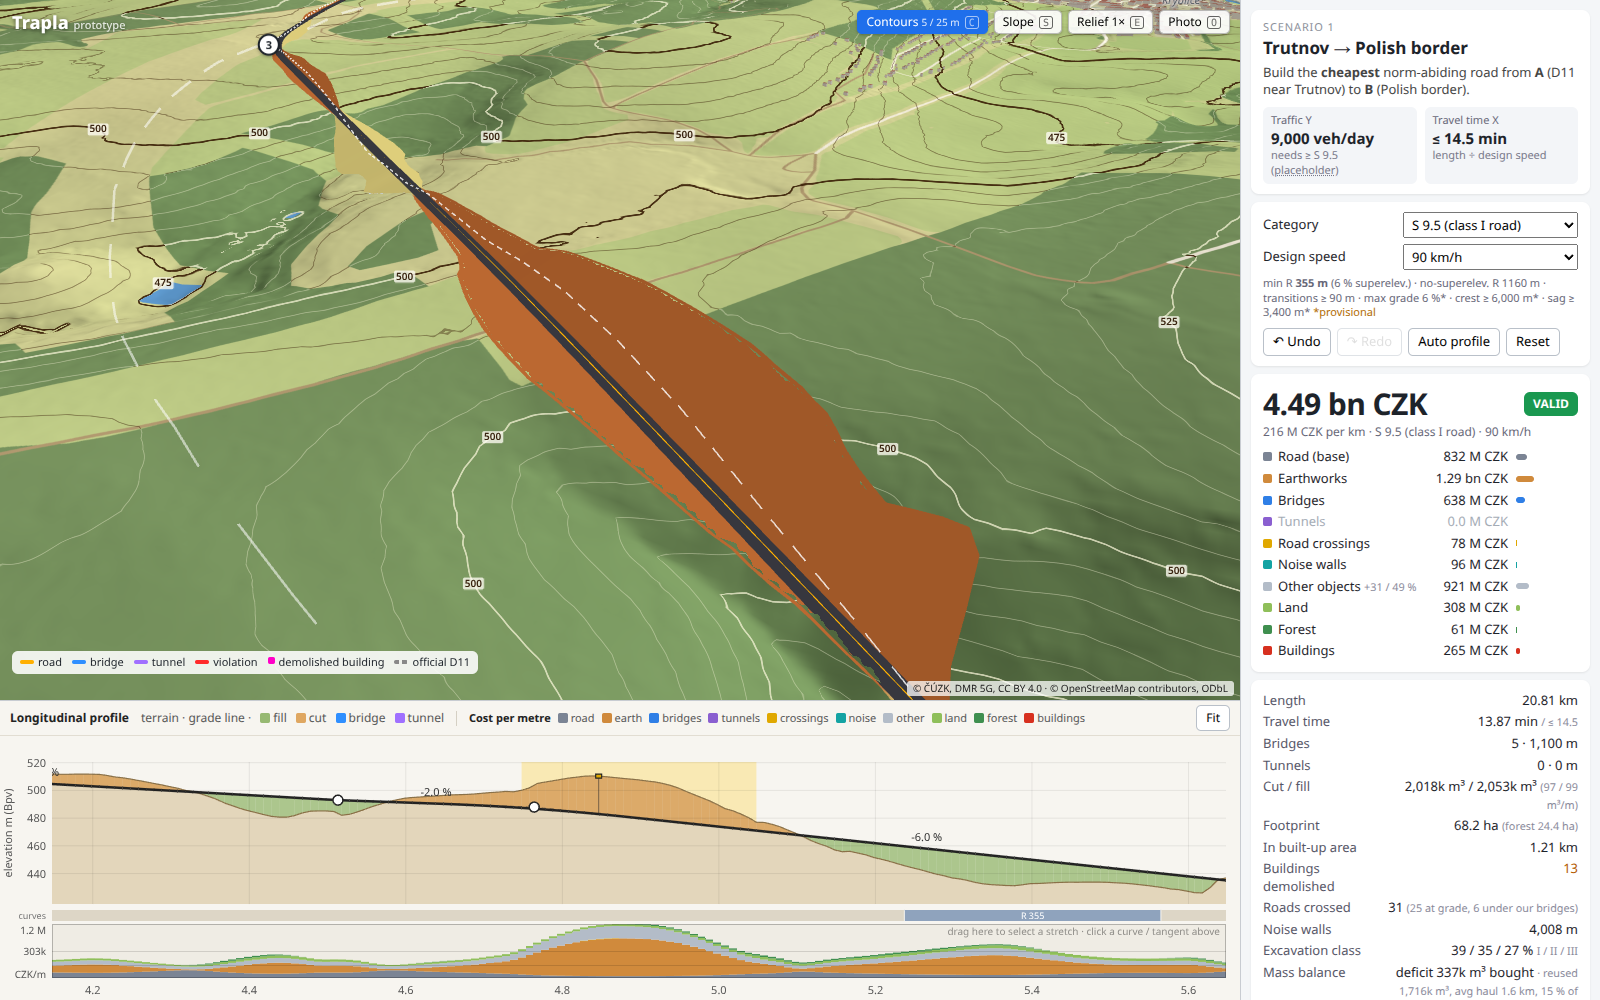 Trapla prototype
Contours 5 / 25 m C
Slope S
Relief 1× E
Photo 0
3
500
500
500
500
475
475
500
525
500
500
500
500
road
bridge
tunnel
violation
demolished building
official D11
© ČÚZK, DMR 5G, CC BY 4.0 · © OpenStreetMap contributors, ODbL
Longitudinal profile
terrain · grade line ·
fill
cut
bridge
tunnel
Cost per metre
road
earth
bridges
tunnels
crossings
noise
other
land
forest
buildings
Fit
elevation m (Bpv)
520
500
480
460
440
%
-2.0 %
-6.0 %
curves
R 355
1.2 M
303k
CZK/m
drag here to select a stretch · click a curve / tangent above
4.2
4.4
4.6
4.8
5.0
5.2
5.4
5.6
SCENARIO 1
Trutnov → Polish border
Build the cheapest norm-abiding road from A (D11
near Trutnov) to B (Polish border).
Traffic Y
9,000 veh/day
needs ≥ S 9.5
(placeholder)
Travel time X
≤ 14.5 min
length ÷ design speed
Category
S 9.5 (class I road)
Design speed
90 km/h
min R 355 m (6 % superelev.) · no-superelev. R 1160 m ·
transitions ≥ 90 m · max grade 6 %* · crest ≥ 6,000 m* · sag ≥
3,400 m* *provisional
↶ Undo
↷ Redo
Auto profile
Reset
4.49 bn CZK
VALID
216 M CZK per km · S 9.5 (class I road) · 90 km/h
Road (base) 832 M CZK
Earthworks 1.29 bn CZK
Bridges 638 M CZK
Tunnels 0.0 M CZK
Road crossings 78 M CZK
Noise walls 96 M CZK
Other objects +31 / 49 % 921 M CZK
Land 308 M CZK
Forest 61 M CZK
Buildings 265 M CZK
Length 20.81 km
Travel time 13.87 min / ≤ 14.5
Bridges 5 · 1,100 m
Tunnels 0 · 0 m
Cut / fill 2,018k m³ / 2,053k m³ (97 / 99
m³/m)
Footprint 68.2 ha (forest 24.4 ha)
In built-up area 1.21 km
Buildings 13
demolished
Roads crossed 31 (25 at grade, 6 under our bridges)
Noise walls 4,008 m
Excavation class 39 / 35 / 27 % I / II / III
Mass balance deficit 337k m³ bought · reused
1,716k m³, avg haul 1.6 km, 15 % of